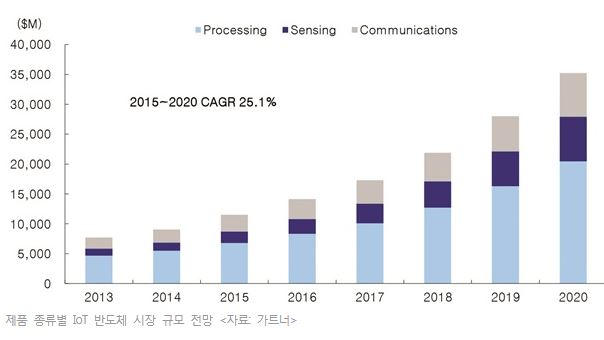 ($M)
Processing Sensing Communications
40,000
35,000
2015~2020 CAGR 25.1%
30,000
25,000
20,000
15,000
10,000
5,000
0
2013 2014 2015 2016 2017 2018 2019 2020
제품 종류별 IoT 반도체 시장 규모 전망 <자료: 가트너>